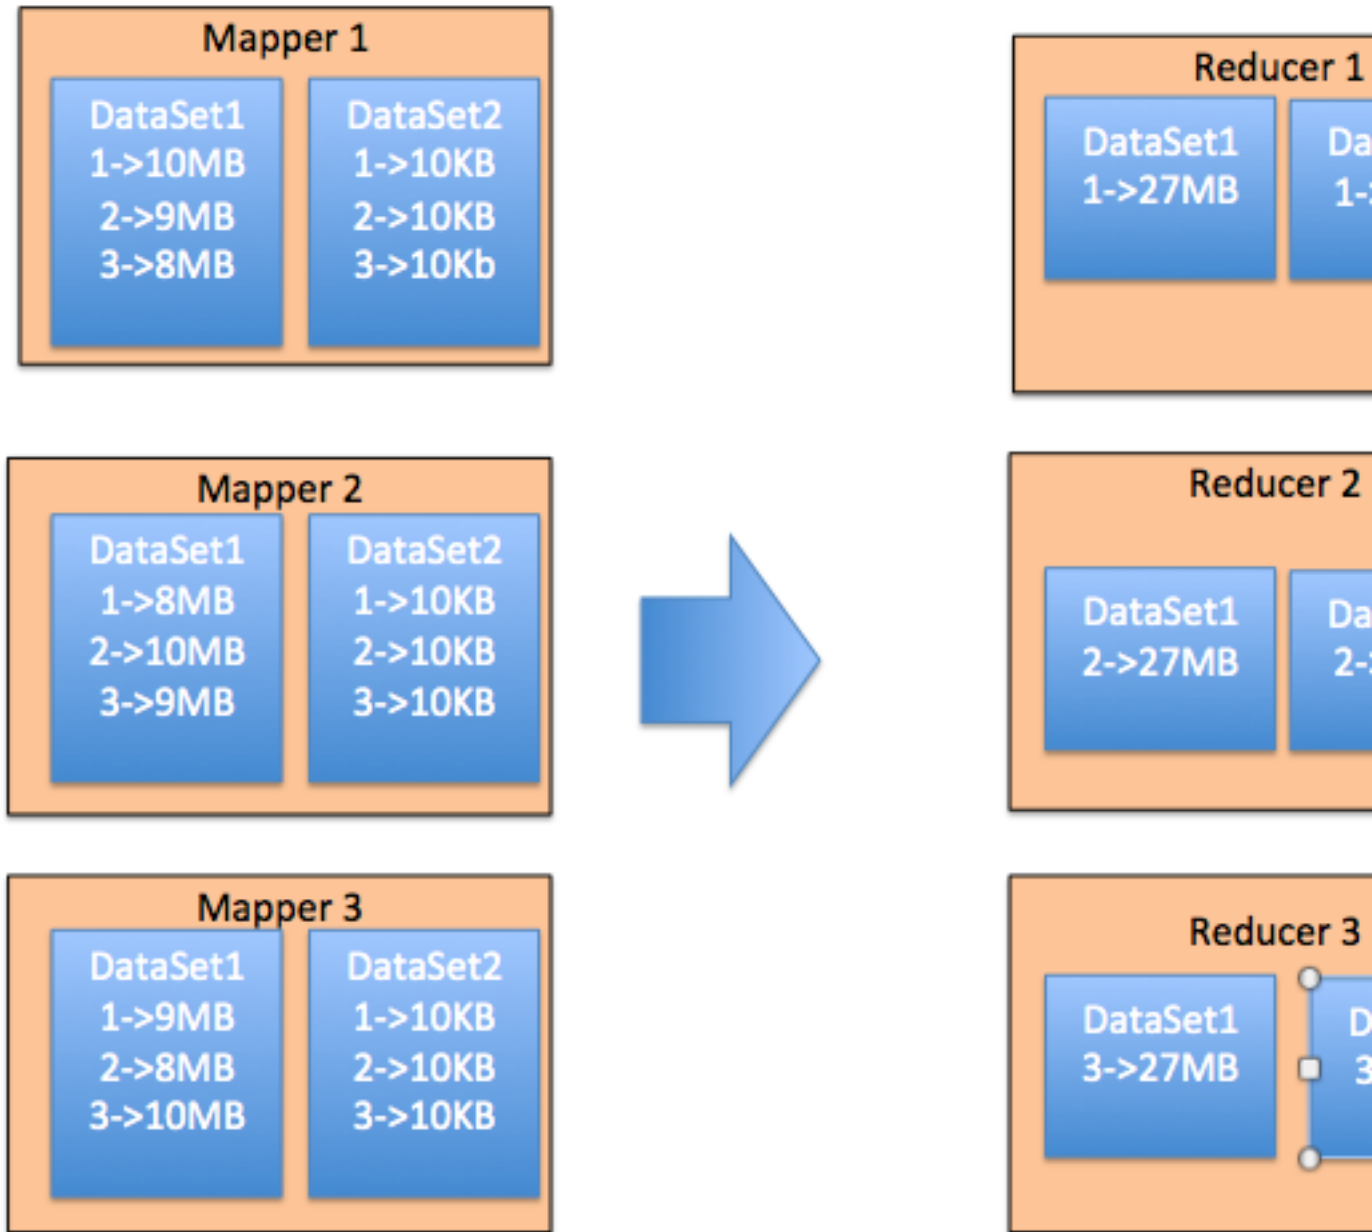 Mapper 1
DataSet1
1->10MB
2->9MB
3->8MB
DataSet2
1->10KB
2->10KB
3->10Kb
Mapper 2
DataSet1
1->8MB
2->10MB
3->9MB
DataSet2
1->10KB
2->10KB
3->10KB
Mapper 3
DataSet1
1->9MB
2->8MB
3->10MB
DataSet2
1->10KB
2->10KB
3->10KB
Reducer 1
DataSet1
1->27MB
Reducer 2
DataSet1
2->27MB
Reducer 3
DataSet1
3->27MB